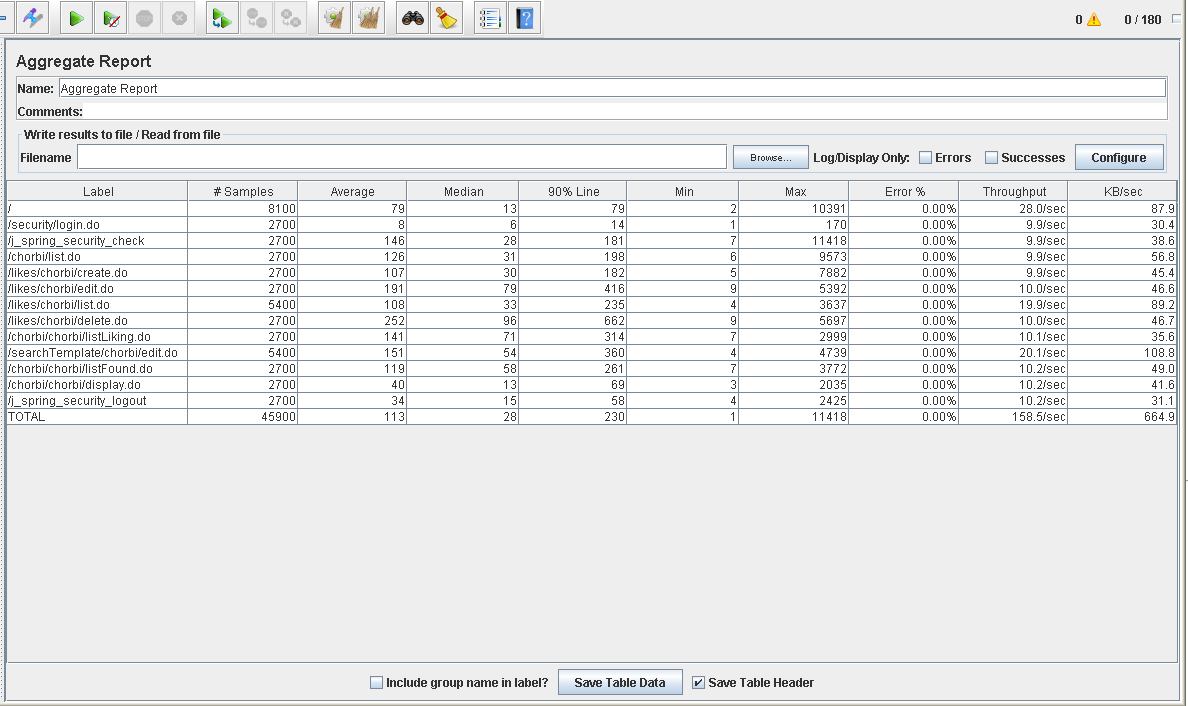 0 0 / 180
Aggregate Report
Name: Aggregate Report
Comments:
Write results to file / Read from file
Filename Browse... Log/Display Only: Errors Successes Configure
Label # Samples Average Median 90% Line Min Max Error % Throughput KB/sec
/ 8100 79 13 79 2 10391 0.00% 28.0/sec 87.9
/security/login.do 2700 8 6 14 1 170 0.00% 9.9/sec 30.4
/j_spring_security_check 2700 146 28 181 7 11418 0.00% 9.9/sec 38.6
/chorbi/list.do 2700 126 31 198 6 9573 0.00% 9.9/sec 56.8
/likes/chorbi/create.do 2700 107 30 182 5 7882 0.00% 9.9/sec 45.4
/likes/chorbi/edit.do 2700 191 79 416 9 5392 0.00% 10.0/sec 46.6
/likes/chorbi/list.do 5400 108 33 235 4 3637 0.00% 19.9/sec 89.2
/likes/chorbi/delete.do 2700 252 96 662 9 5697 0.00% 10.0/sec 46.7
/chorbi/chorbi/listLiking.do 2700 141 71 314 7 2999 0.00% 10.1/sec 35.6
/searchTemplate/chorbi/edit.do 5400 151 54 360 4 4739 0.00% 20.1/sec 108.8
/chorbi/chorbi/listFound.do 2700 119 58 261 7 3772 0.00% 10.2/sec 49.0
/chorbi/chorbi/display.do 2700 40 13 69 3 2035 0.00% 10.2/sec 41.6
/j_spring_security_logout 2700 34 15 58 4 2425 0.00% 10.2/sec 31.1
TOTAL 45900 113 28 230 1 11418 0.00% 158.5/sec 664.9
Include group name in label? Save Table Data Save Table Header